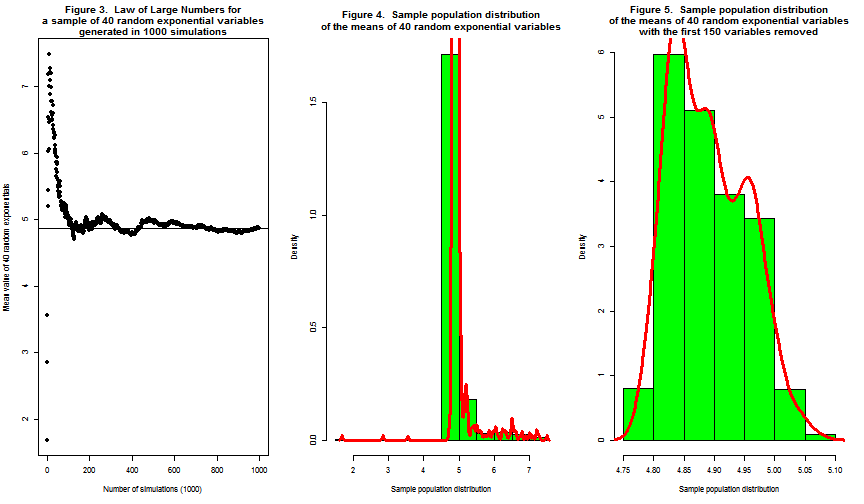 Figure 3.  Law of Large Numbers for
a sample of 40 random exponential variables
generated in 1000 simulations
Mean value of 40 random exponentials
7
6
5
4
3
2
0 200 400 600 800 1000
Number of simulations (1000)
Figure 4.  Sample population distribution
of the means of 40 random exponential variables
Density
1.5
1.0
0.5
0.0
2 3 4 5 6 7
Sample population distribution
Figure 5.  Sample population distribution
of the means of 40 random exponential variables
with the first 150 variables removed
Density
6
5
4
3
2
1
0
4.75 4.80 4.85 4.90 4.95 5.00 5.05 5.10
Sample population distribution